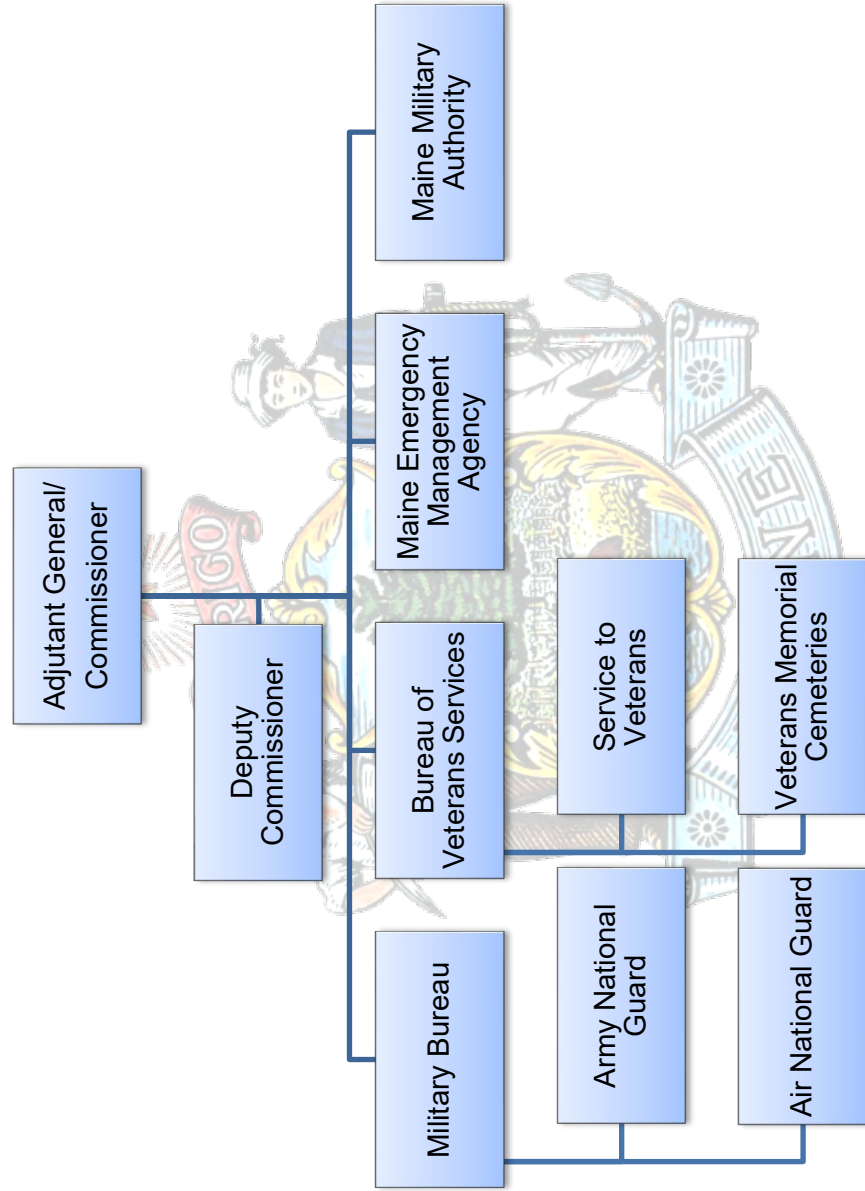 Adjutant General/
Commissioner
DIRIGO
Deputy
Commissioner
Military Bureau
Bureau of
Veterans Services
Maine Emergency
Management
Agency
Maine Military
Authority
Army National
Guard
Service to
Veterans
Air National Guard
Veterans Memorial
Cemeteries